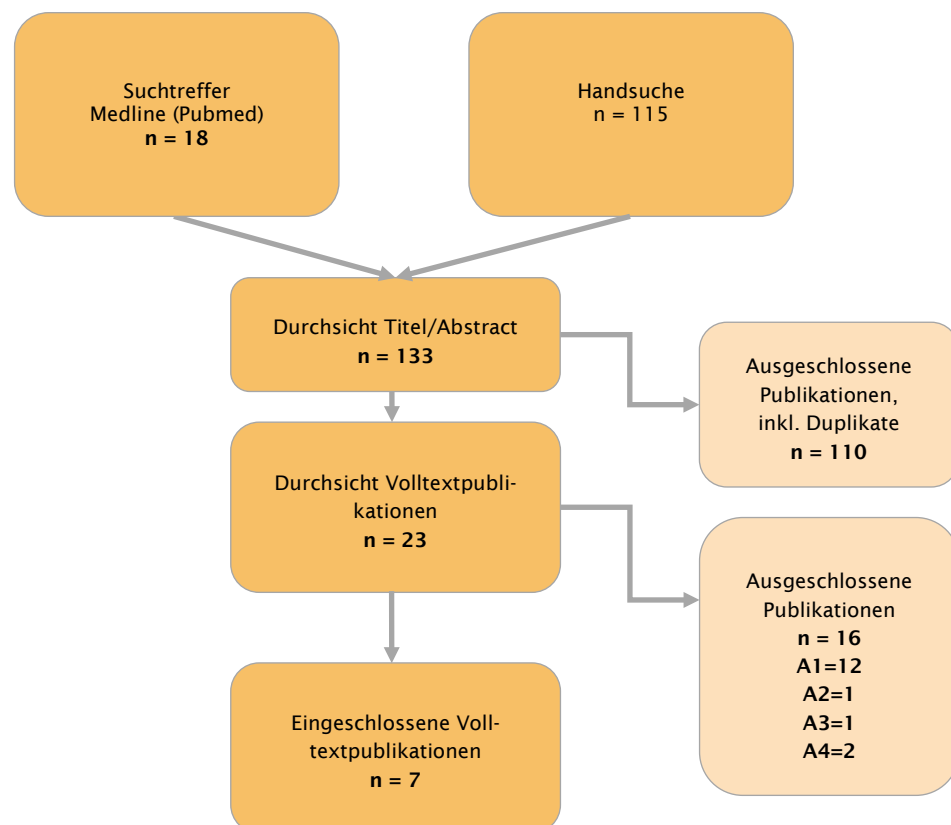 Suchtreffer
Medline (Pubmed)
n = 18
Handsuche
n = 115
Durchsicht Titel/Abstract
n = 133
Ausgeschlossene
Publikationen,
inkl. Duplikate
n = 110
Durchsicht Volltextpubli-
kationen
n = 23
Ausgeschlossene
Publikationen
n = 16
A1=12
A2=1
A3=1
A4=2
Eingeschlossene Voll-
textpublikationen
n = 7